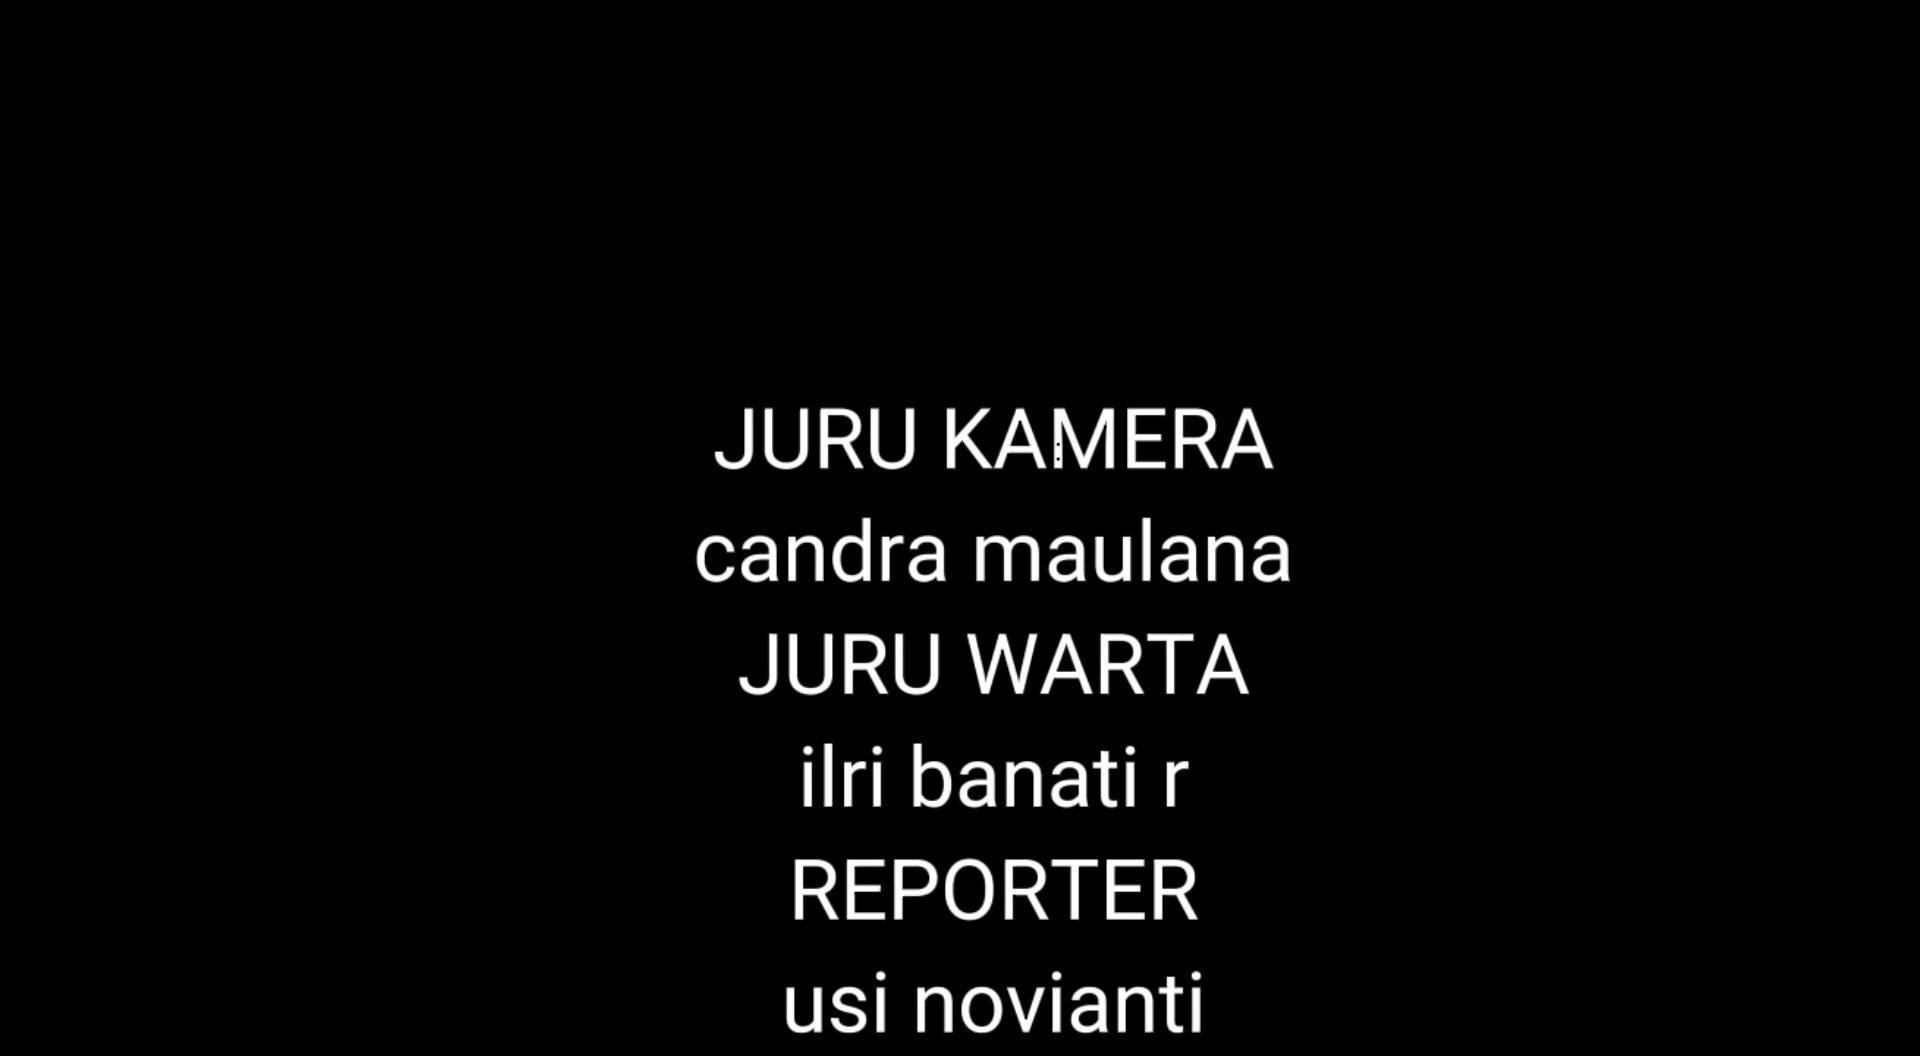 JURU KAMERA
candra maulana
JURU WARTA
ilri banati r
REPORTER
usi novianti